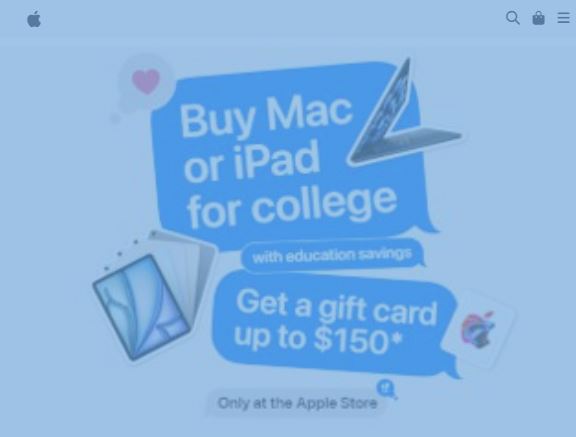 Buy Mac
or iPad
for college
with education savings
Get a gift card
up to $150*
Only at the Apple Store